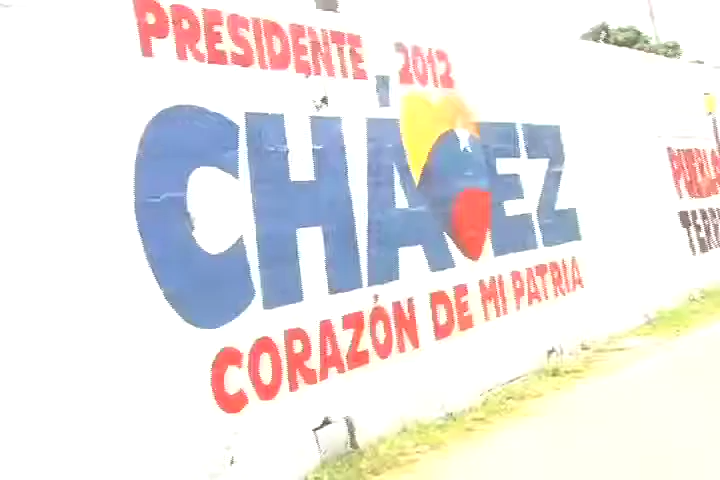 PRESIDENTE 2012
CHÁVEZ
CORAZÓN DE MI PATRIA